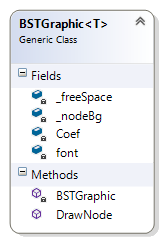 BSTGraphic<T>
Generic Class
Fields
_freeSpace
_nodeBg
Coef
font
Methods
BSTGraphic
DrawNode